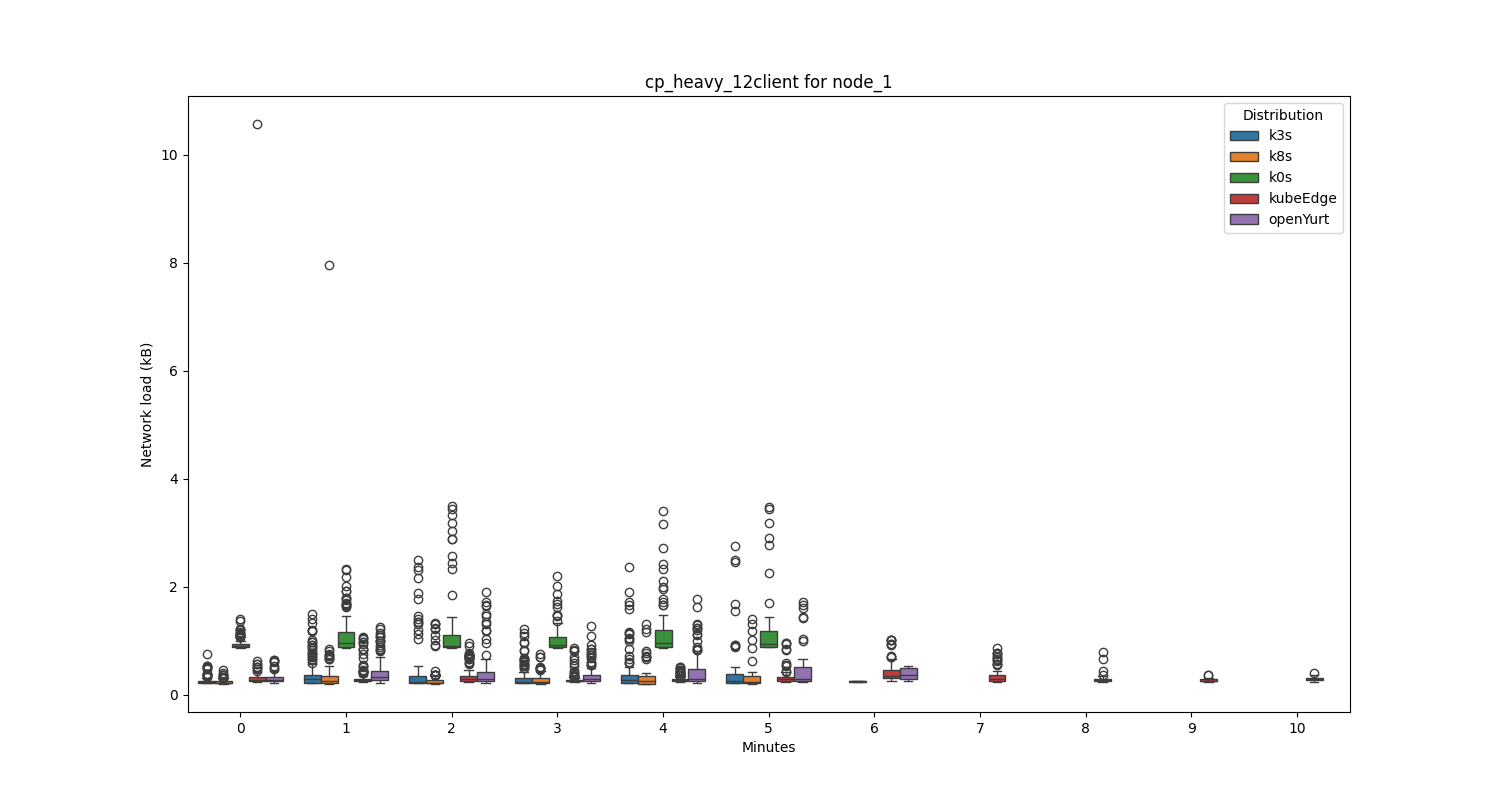 cp_heavy_12client for node_1
Distribution
k3s
k8s
k0s
kubeEdge
openYurt
Network load (kB)
10
8
6
4
2
0
0 1 2 3 4 5 6 7 8 9 10
Minutes